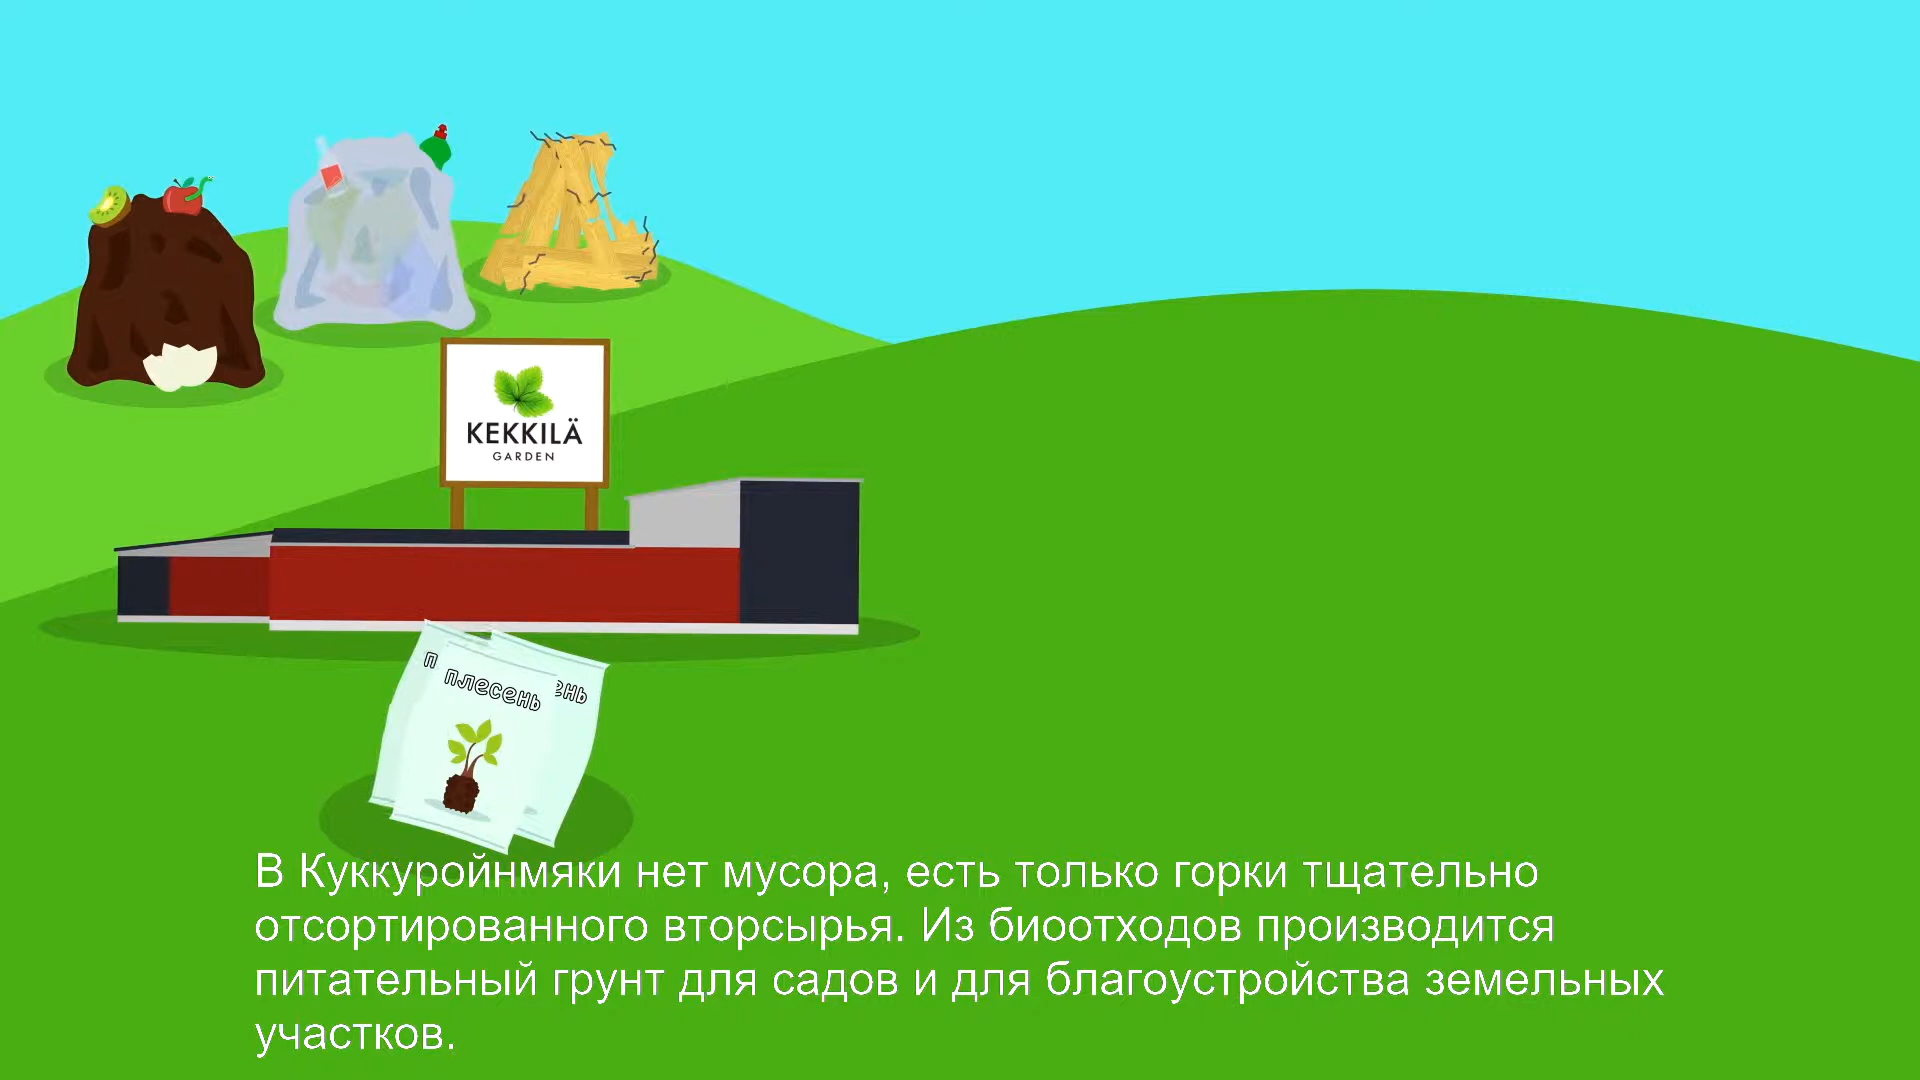 KEKKILÄ
GARDEN
п плесень ень
В Куккуройнмяки нет мусора, есть только горки тщательно
отсортированного вторсырья. Из биоотходов производится
питательный грунт для садов и для благоустройства земельных
участков.